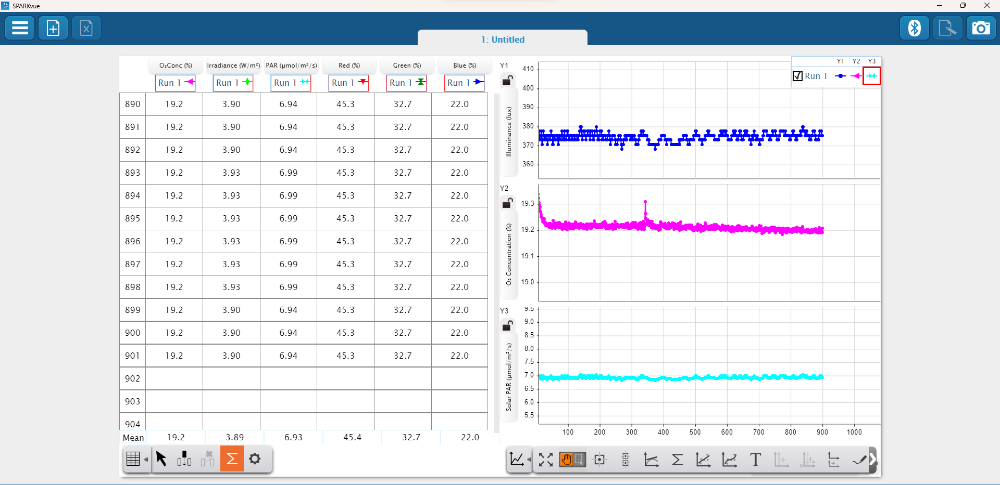 SPARKvue
1: Untitled
O₂Conc (%) Irradiance (W/m²) PAR (µmol/m²/s) Red (%) Green (%) Blue (%)
Run 1 Run 1 Run 1 Run 1 Run 1 Run 1
890 19.2 3.90 6.94 45.3 32.7 22.0
891 19.2 3.90 6.94 45.3 32.7 22.0
892 19.2 3.90 6.94 45.3 32.7 22.0
893 19.2 3.93 6.99 45.3 32.7 22.0
894 19.2 3.93 6.99 45.3 32.7 22.0
895 19.2 3.93 6.99 45.3 32.7 22.0
896 19.2 3.93 6.99 45.3 32.7 22.0
897 19.2 3.93 6.99 45.3 32.7 22.0
898 19.2 3.93 6.99 45.3 32.7 22.0
899 19.2 3.90 6.94 45.3 32.7 22.0
900 19.2 3.90 6.94 45.3 32.7 22.0
901 19.2 3.90 6.94 45.3 32.7 22.0
902
903
904
Mean 19.2 3.89 6.93 45.4 32.7 22.0
Y1 Y2 Y3
Run 1
Y1
Illuminance (lux)
410
400
390
380
370
360
Y2
O₂ Concentration (%)
19.3
19.2
19.1
19.0
Y3
Solar PAR (µmol/m²/s)
9.5
9.0
8.5
8.0
7.5
7.0
6.5
6.0
5.5
100 200 300 400 500 600 700 800 900 1000